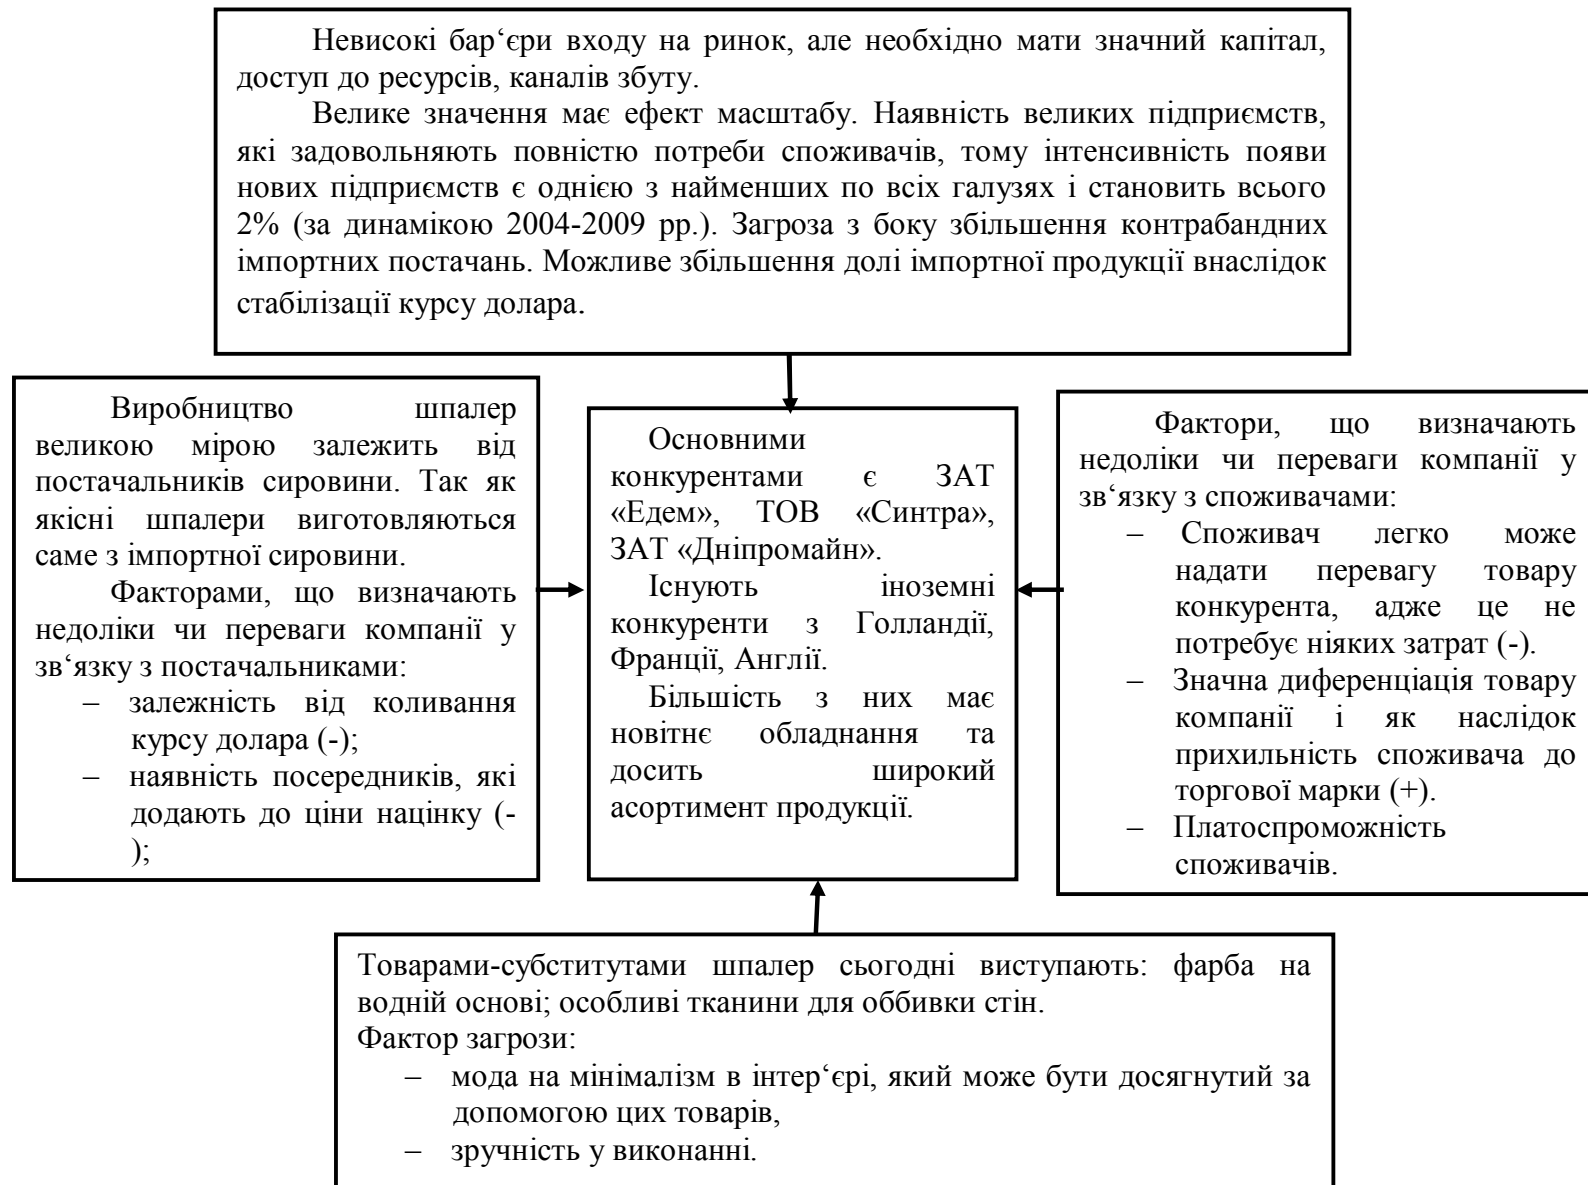 Невисокі бар‘єри входу на ринок, але необхідно мати значний капітал,
доступ до ресурсів, каналів збуту.
Велике значення має ефект масштабу. Наявність великих підприємств,
які задовольняють повністю потреби споживачів, тому інтенсивність появи
нових підприємств є однією з найменших по всіх галузях і становить всього
2% (за динамікою 2004-2009 рр.). Загроза з боку збільшення контрабандних
імпортних постачань. Можливе збільшення долі імпортної продукції внаслідок
стабілізації курсу долара.
Виробництво шпалер
великою мірою залежить від
постачальників сировини. Так як
якісні шпалери виготовляються
саме з імпортної сировини.
Факторами, що визначають
недоліки чи переваги компанії у
зв‘язку з постачальниками:
– залежність від коливання
курсу долара (-);
– наявність посередників, які
додають до ціни націнку (-
);
Основними
конкурентами є ЗАТ
«Едем», ТОВ «Синтра»,
ЗАТ «Дніпромайн».
Існують іноземні
конкуренти з Голландії,
Франції, Англії.
Більшість з них має
новітнє обладнання та
досить широкий
асортимент продукції.
Фактори, що визначають
недоліки чи переваги компанії у
зв‘язку з споживачами:
– Споживач легко може
надати перевагу товару
конкурента, адже це не
потребує ніяких затрат (-).
– Значна диференціація товару
компанії і як наслідок
прихильність споживача до
торгової марки (+).
– Платоспроможність
споживачів.
Товарами-субститутами шпалер сьогодні виступають: фарба на
водній основі; особливі тканини для оббивки стін.
Фактор загрози:
– мода на мінімалізм в інтер‘єрі, який може бути досягнутий за
допомогою цих товарів,
– зручність у виконанні.